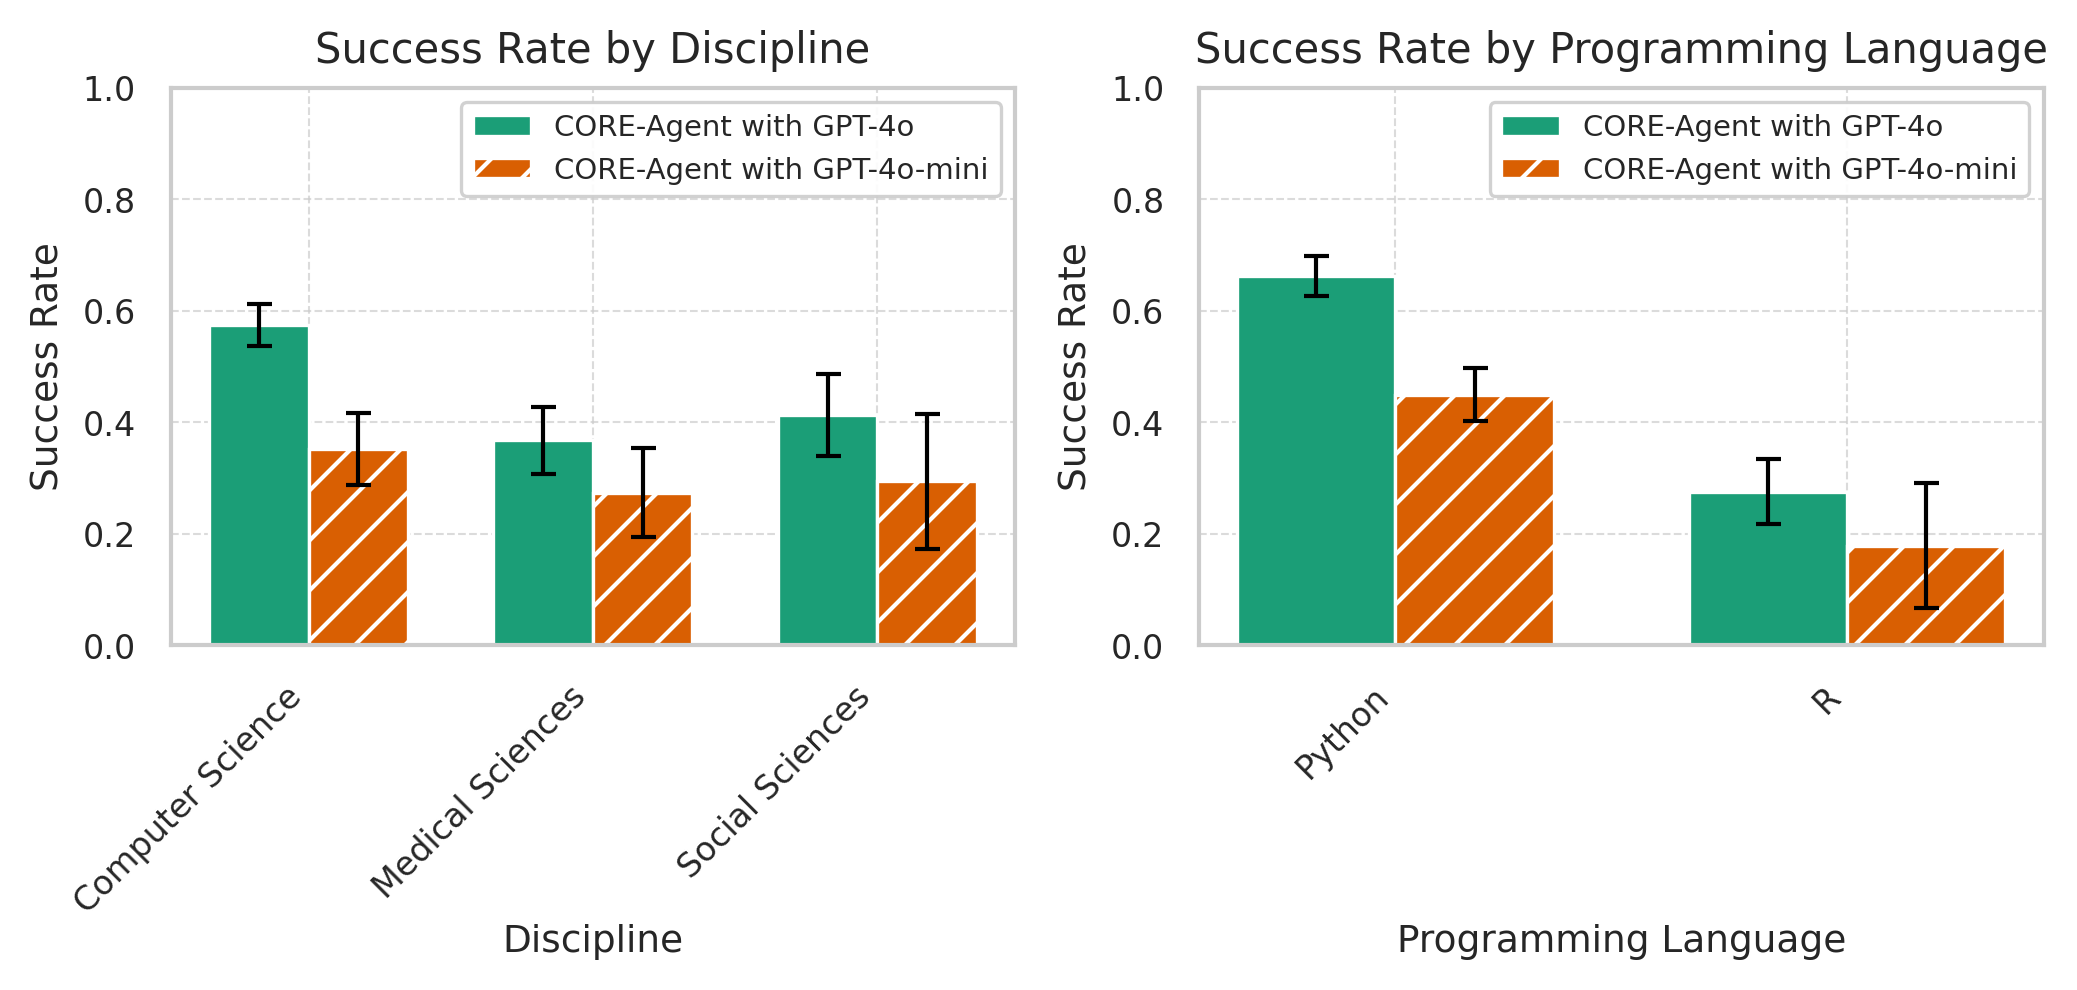 Success Rate by Discipline
Success Rate
1.0
0.8
0.6
0.4
0.2
0.0
CORE-Agent with GPT-4o
CORE-Agent with GPT-4o-mini
Computer Science
Medical Sciences
Social Sciences
Discipline
Success Rate by Programming Language
Success Rate
1.0
0.8
0.6
0.4
0.2
0.0
CORE-Agent with GPT-4o
CORE-Agent with GPT-4o-mini
Python
R
Programming Language